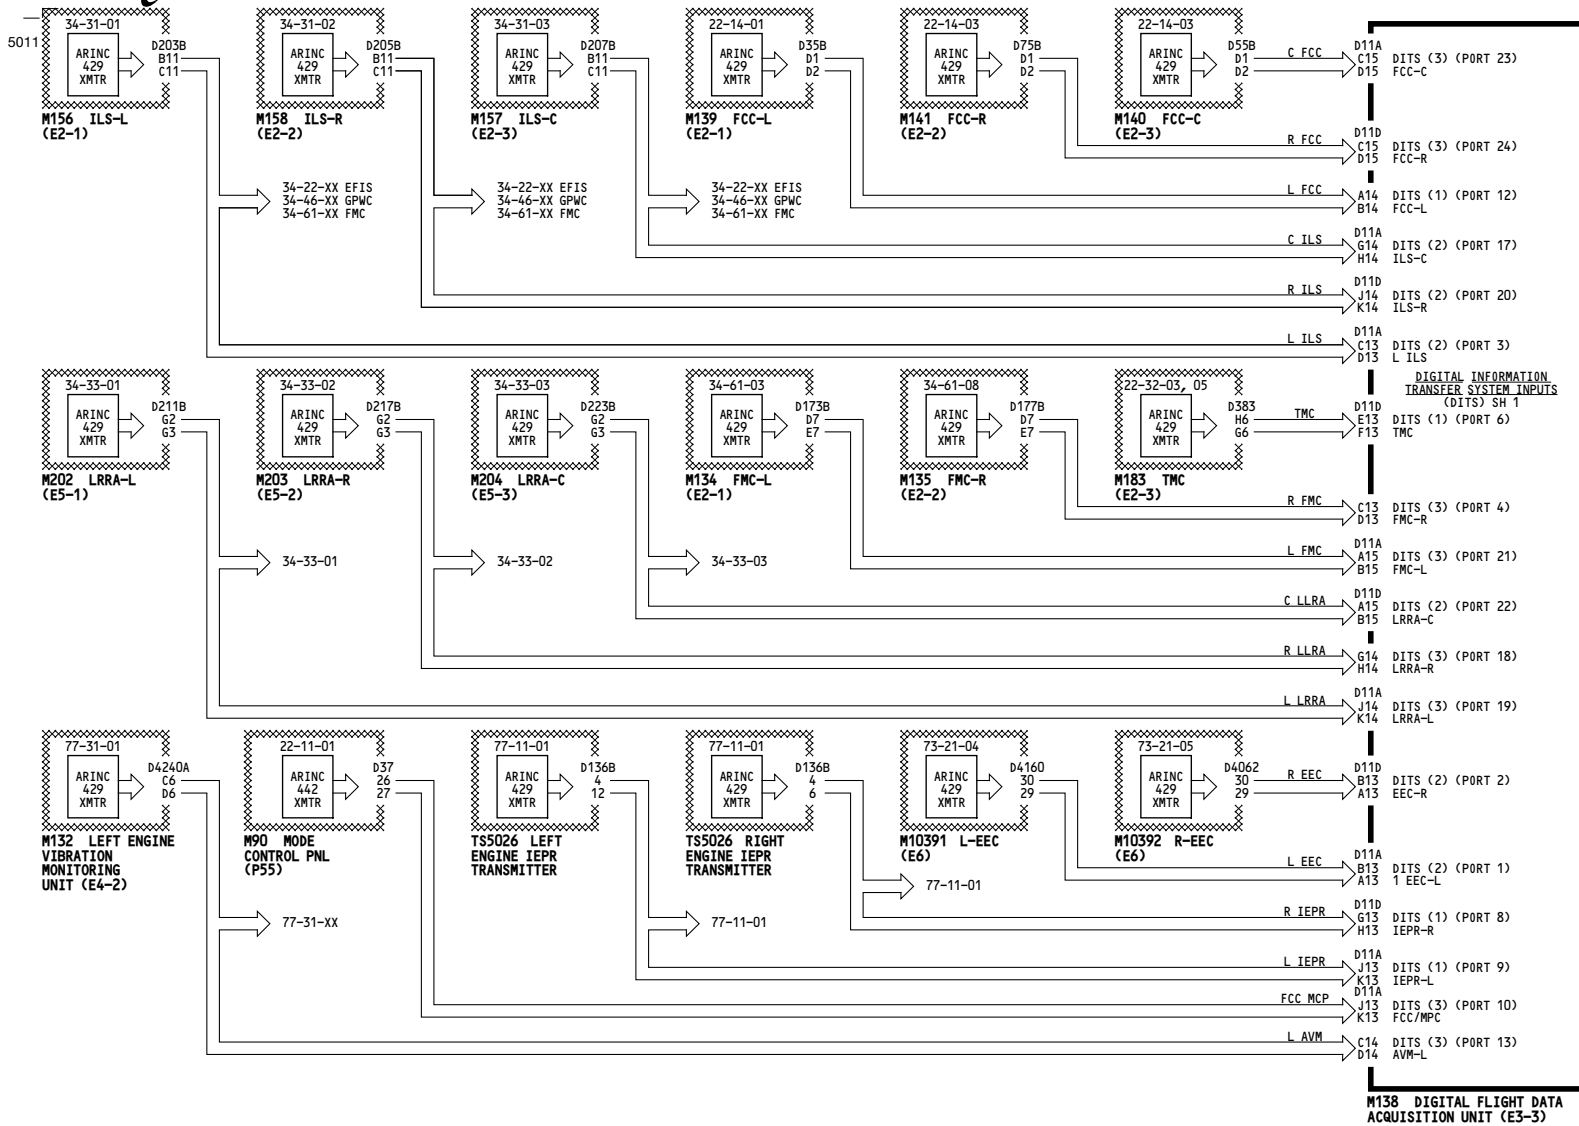 5011
34-31-01
ARINC
429
XMTR
D203B
B11
C11
M156 ILS-L
(E2-1)
34-31-02
ARINC
429
XMTR
D205B
B11
C11
M158 ILS-R
(E2-2)
34-31-03
ARINC
429
XMTR
D207B
B11
C11
M157 ILS-C
(E2-3)
22-14-01
ARINC
429
XMTR
D35B
D1
D2
M139 FCC-L
(E2-1)
22-14-03
ARINC
429
XMTR
D75B
D1
D2
M141 FCC-R
(E2-2)
22-14-03
ARINC
429
XMTR
D55B
D1
D2
M140 FCC-C
(E2-3)
C FCC
D11A
C15 DITS (3) (PORT 23)
D15 FCC-C
R FCC
D11D
C15 DITS (3) (PORT 24)
D15 FCC-R
34-22-XX EFIS
34-46-XX GPWC
34-61-XX FMC
34-22-XX EFIS
34-46-XX GPWC
34-61-XX FMC
34-22-XX EFIS
34-46-XX GPWC
34-61-XX FMC
L FCC
A14 DITS (1) (PORT 12)
B14 FCC-L
C ILS
D11A
G14 DITS (2) (PORT 17)
H14 ILS-C
R ILS
D11D
J14 DITS (2) (PORT 20)
K14 ILS-R
L ILS
D11A
C13 DITS (2) (PORT 3)
D13 L ILS
DIGITAL INFORMATION
TRANSFER SYSTEM INPUTS
(DITS) SH 1
34-33-01
ARINC
429
XMTR
D211B
G2
G3
M202 LRRA-L
(E5-1)
34-33-02
ARINC
429
XMTR
D217B
G2
G3
M203 LRRA-R
(E5-2)
34-33-03
ARINC
429
XMTR
D223B
G2
G3
M204 LRRA-C
(E5-3)
34-61-03
ARINC
429
XMTR
D173B
D7
E7
M134 FMC-L
(E2-1)
34-61-08
ARINC
429
XMTR
D177B
D7
E7
M135 FMC-R
(E2-2)
22-32-03, 05
ARINC
429
XMTR
D383
H6
G6
M183 TMC
(E2-3)
TMC
D11D
E13 DITS (1) (PORT 6)
F13 TMC
R FMC
C13 DITS (3) (PORT 4)
D13 FMC-R
34-33-01
34-33-02
34-33-03
L FMC
D11A
A15 DITS (3) (PORT 21)
B15 FMC-L
C LLRA
D11D
A15 DITS (2) (PORT 22)
B15 LRRA-C
R LLRA
G14 DITS (3) (PORT 18)
H14 LRRA-R
L LRRA
D11A
J14 DITS (3) (PORT 19)
K14 LRRA-L
77-31-01
ARINC
429
XMTR
D4240A
C6
D6
M132 LEFT ENGINE
VIBRATION
MONITORING
UNIT (E4-2)
22-11-01
ARINC
442
XMTR
D37
26
27
M90 MODE
CONTROL PNL
(P55)
77-11-01
ARINC
429
XMTR
D136B
4
12
TS5026 LEFT
ENGINE IEPR
TRANSMITTER
77-11-01
ARINC
429
XMTR
D136B
4
6
TS5026 RIGHT
ENGINE IEPR
TRANSMITTER
73-21-04
ARINC
429
XMTR
D4160
30
29
M10391 L-EEC
(E6)
73-21-05
ARINC
429
XMTR
D4062
30
29
M10392 R-EEC
(E6)
R EEC
D11D
B13 DITS (2) (PORT 2)
A13 EEC-R
L EEC
D11A
B13 DITS (2) (PORT 1)
A13 1 EEC-L
77-11-01
77-31-XX
77-11-01
R IEPR
D11D
G13 DITS (1) (PORT 8)
H13 IEPR-R
L IEPR
D11A
J13 DITS (1) (PORT 9)
K13 IEPR-L
FCC MCP
D11A
J13 DITS (3) (PORT 10)
K13 FCC/MPC
L AVM
C14 DITS (3) (PORT 13)
D14 AVM-L
M138 DIGITAL FLIGHT DATA
ACQUISITION UNIT (E3-3)